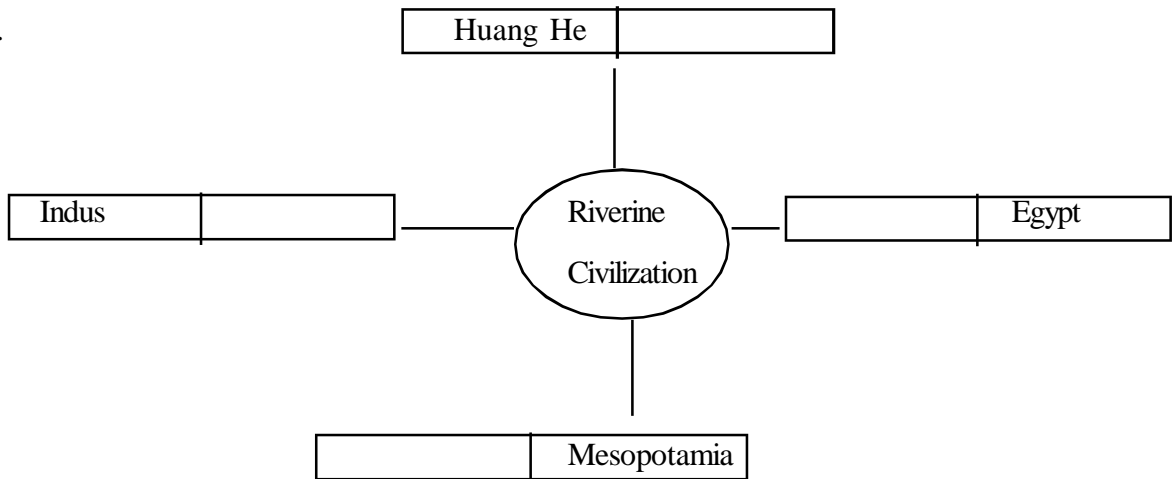 Huang He
Indus
Riverine
Civilization
Egypt
Mesopotamia